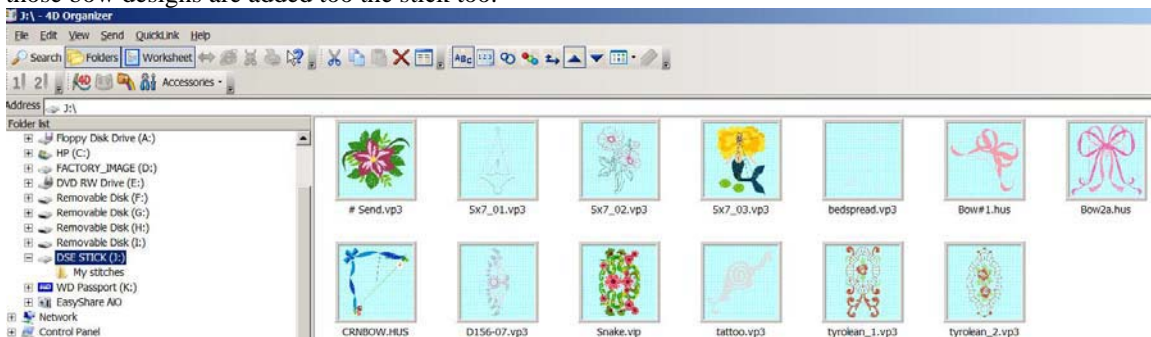 those bow designs are added too the stick too.
J:\ - 4D Organizer
File Edit View Send QuickLink Help
Search Folders Worksheet
1 2 4D Accessories
Address J:\
Folder list
Floppy Disk Drive (A:)
HP (C:)
FACTORY_IMAGE (D:)
DVD RW Drive (E:)
Removable Disk (F:)
Removable Disk (G:)
Removable Disk (H:)
Removable Disk (I:)
DSE STICK (J:)
My stitches
WD Passport (K:)
EasyShare AIO
Network
Control Panel
# Send.vp3 5x7_01.vp3 5x7_02.vp3 5x7_03.vp3 bedspread.vp3 Bow#1.hus Bow2a.hus
CRNBOW.HUS D156-07.vp3 Snake.vip tattoo.vp3 tyrolean_1.vp3 tyrolean_2.vp3